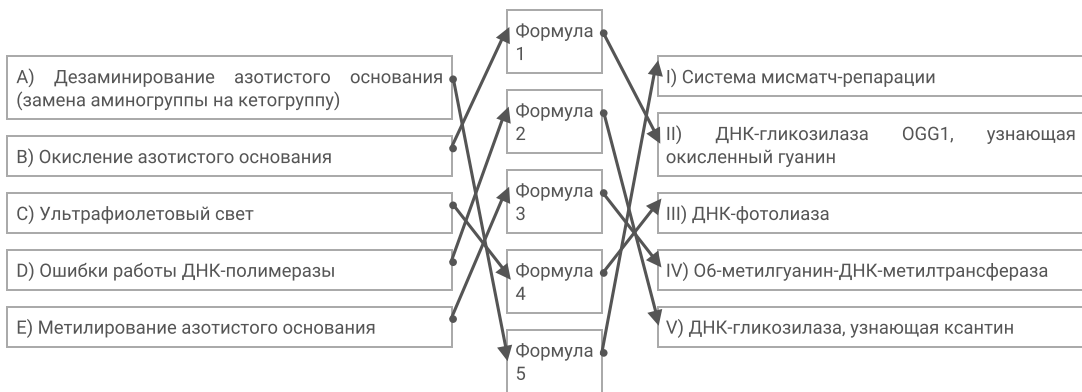 A) Дезаминирование азотистого основания
(замена аминогруппы на кетогруппу)
B) Окисление азотистого основания
C) Ультрафиолетовый свет
D) Ошибки работы ДНК-полимеразы
E) Метилирование азотистого основания
Формула
1
Формула
2
Формула
3
Формула
4
Формула
5
I) Система мисматч-репарации
II) ДНК-гликозилаза OGG1, узнающая
окисленный гуанин
III) ДНК-фотолиаза
IV) О6-метилгуанин-ДНК-метилтрансфераза
V) ДНК-гликозилаза, узнающая ксантин